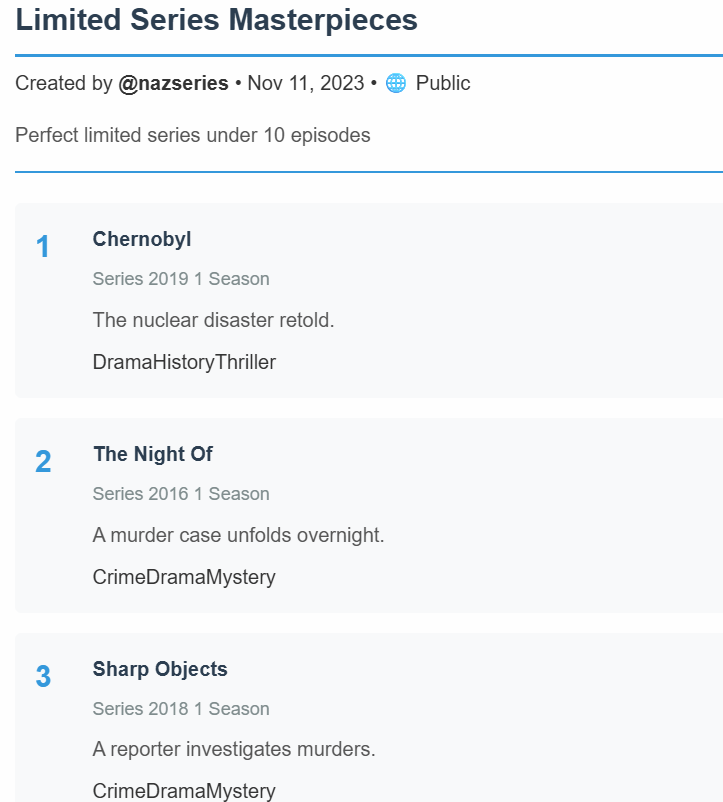 Limited Series Masterpieces
Created by @nazseries • Nov 11, 2023 • 🌐 Public
Perfect limited series under 10 episodes
1
Chernobyl
Series 2019 1 Season
The nuclear disaster retold.
DramaHistoryThriller
2
The Night Of
Series 2016 1 Season
A murder case unfolds overnight.
CrimeDramaMystery
3
Sharp Objects
Series 2018 1 Season
A reporter investigates murders.
CrimeDramaMystery